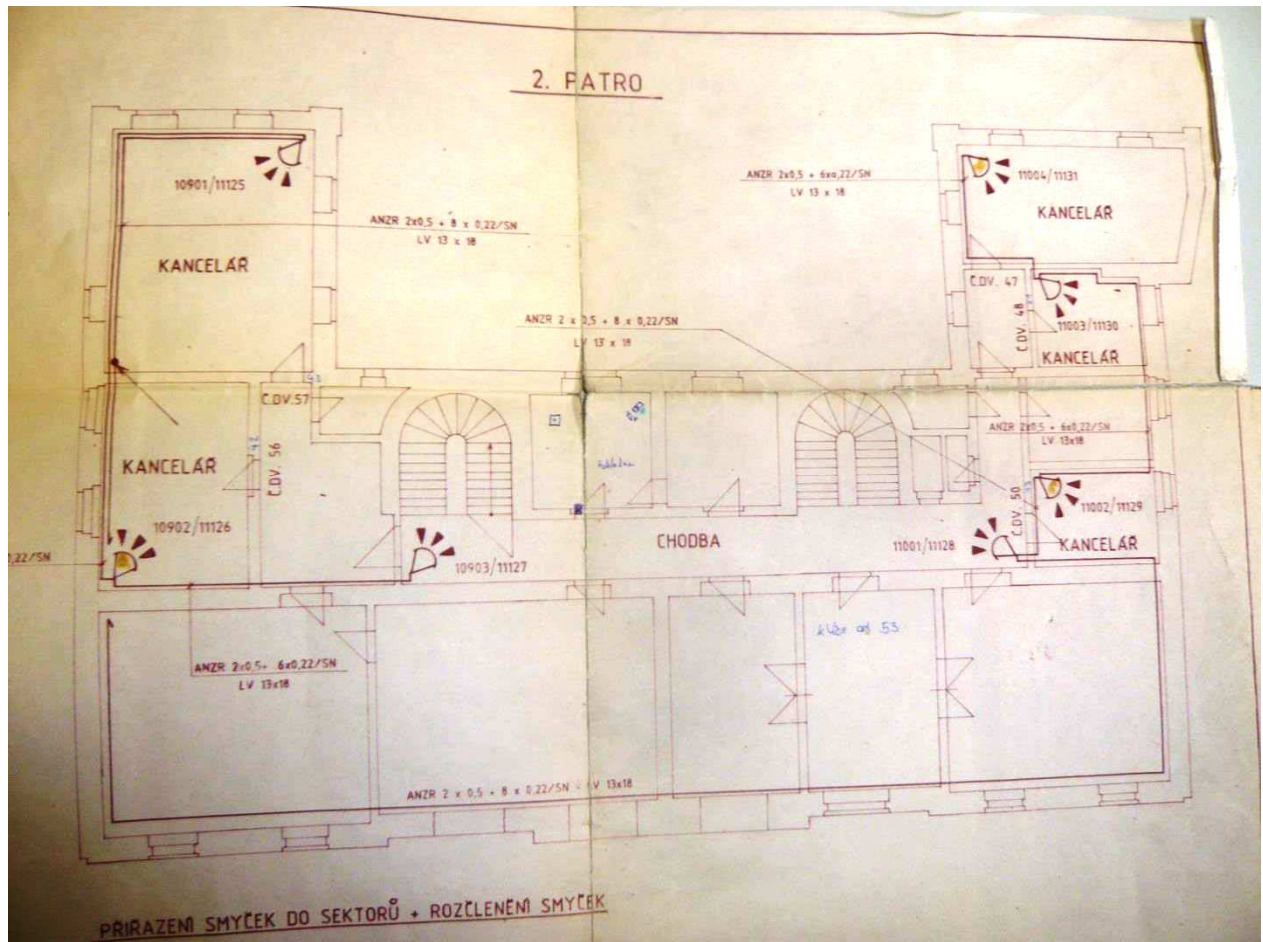 2. PATRO
10901/11125
ANZR 2x0,5 + 8 x 0,22/SN
LV 13 x 18
KANCELÁŘ
ANZR 2x0,5 + 6x0,22/SN
LV 13 x 18
11004/11131
KANCELÁŘ
ANZR 2 x 0,5 + 8 x 0,22/SN
LV 13 x 18
Č.DV. 47
Č.DV. 48
11003/11130
KANCELÁŘ
Č.DV.57
42
Č.DV. 56
KANCELÁŘ
10902/11126
0,22/SN
10903/11127
CHODBA
ANZR 2x0,5 + 6x0,22/SN
LV 13x18
Č.DV. 50
11002/11129
11001/11128
KANCELÁŘ
ANZR 2x0,5+ 6x0,22/SN
LV 13x18
53
ANZR 2 x 0,5 + 8 x 0,22/SN - LV 13x18
PŘIŘAZENÍ SMYČEK DO SEKTORŮ + ROZČLENĚNÍ SMYČEK